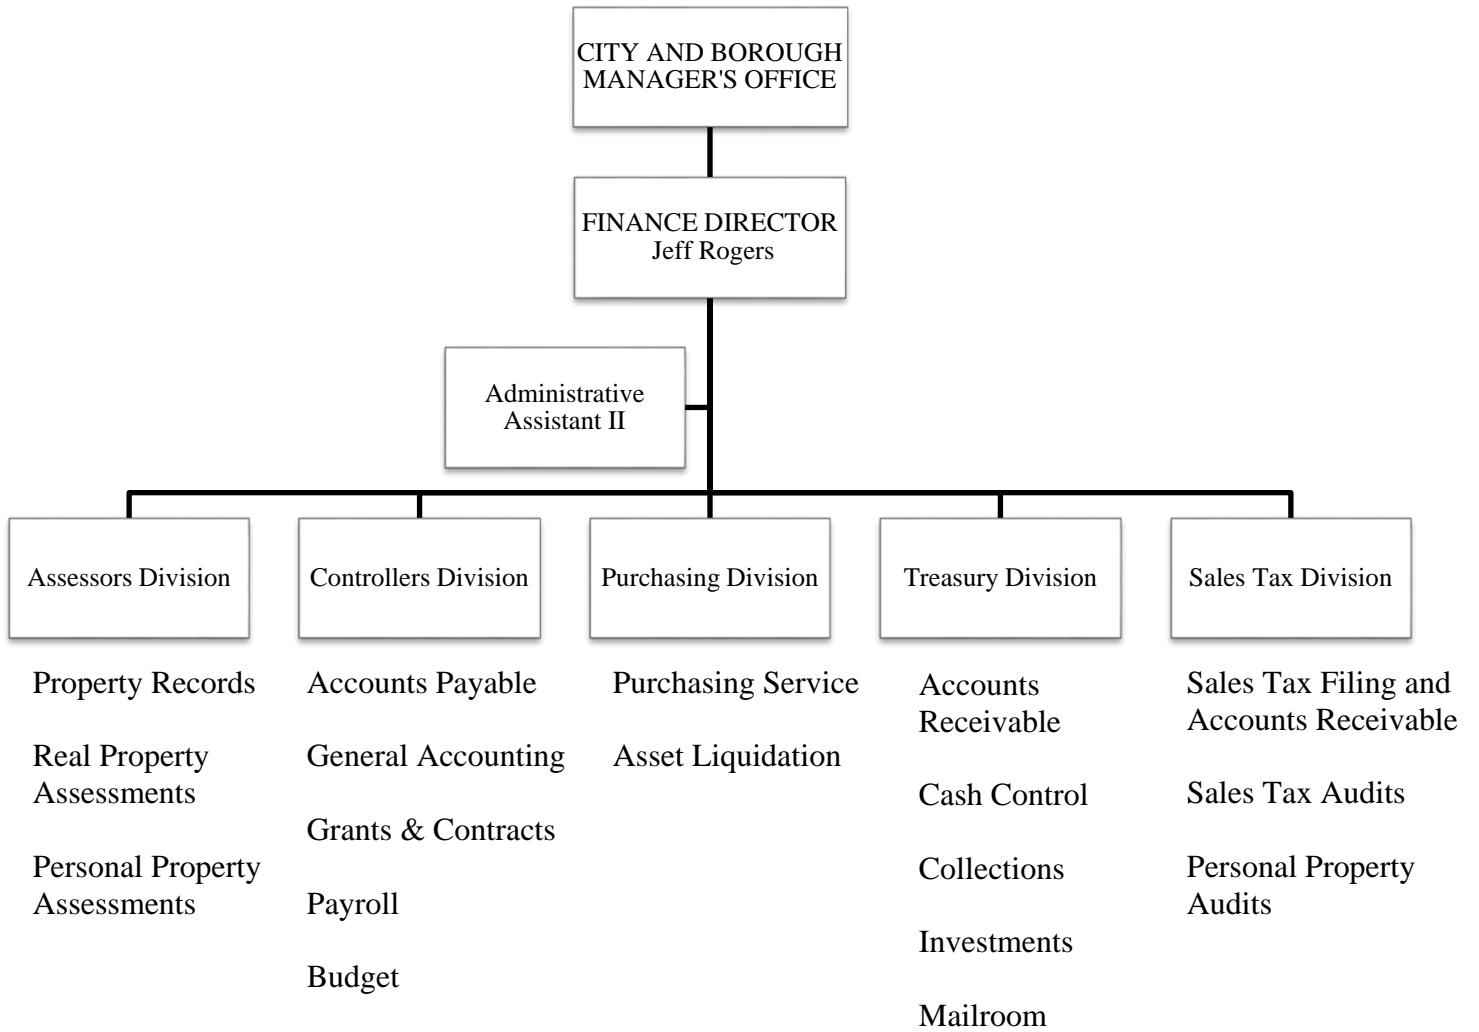 CITY AND BOROUGH
MANAGER'S OFFICE
FINANCE DIRECTOR
Jeff Rogers
Administrative
Assistant II
Assessors Division
Controllers Division
Purchasing Division
Treasury Division
Sales Tax Division
Property Records
Real Property
Assessments
Personal Property
Assessments
Accounts Payable
General Accounting
Grants & Contracts
Payroll
Budget
Purchasing Service
Asset Liquidation
Accounts
Receivable
Cash Control
Collections
Investments
Mailroom
Sales Tax Filing and
Accounts Receivable
Sales Tax Audits
Personal Property
Audits